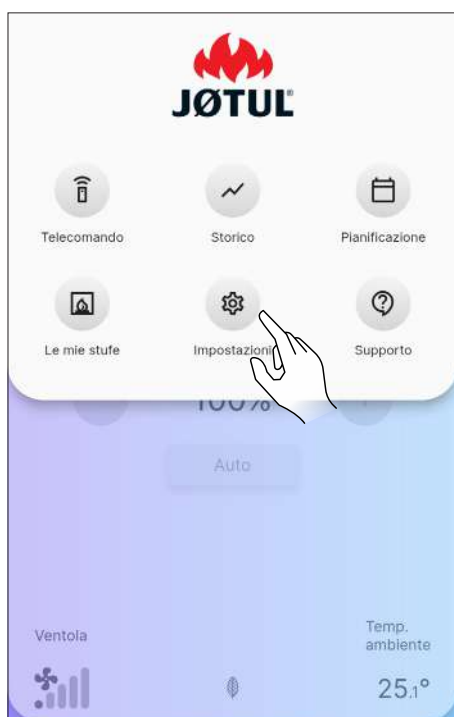 JØTUL®
Telecomando Storico Pianificazione
Le mie stufe Impostazioni Supporto
100%
Auto
Ventola Temp. ambiente
25.1°